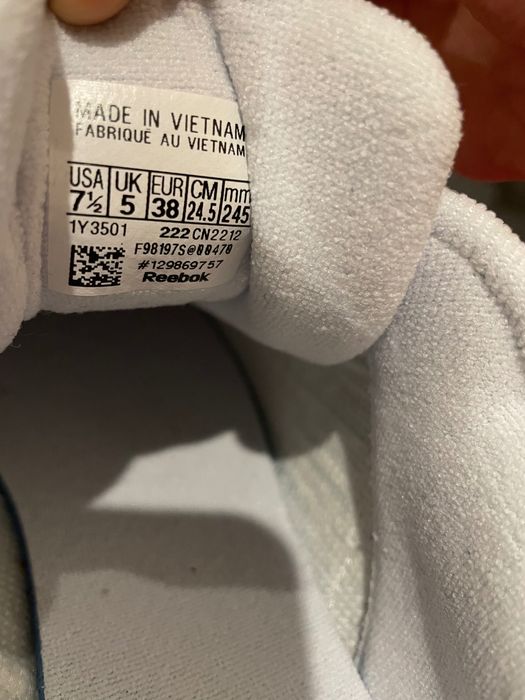 MADE IN VIETNAM
FABRIQUÉ AU VIETNAM
USA UK EUR CM mm
7½ 5 38 24.5 245
1Y3501 222 CN2212
F98197S@00470
#129869757
Reebok